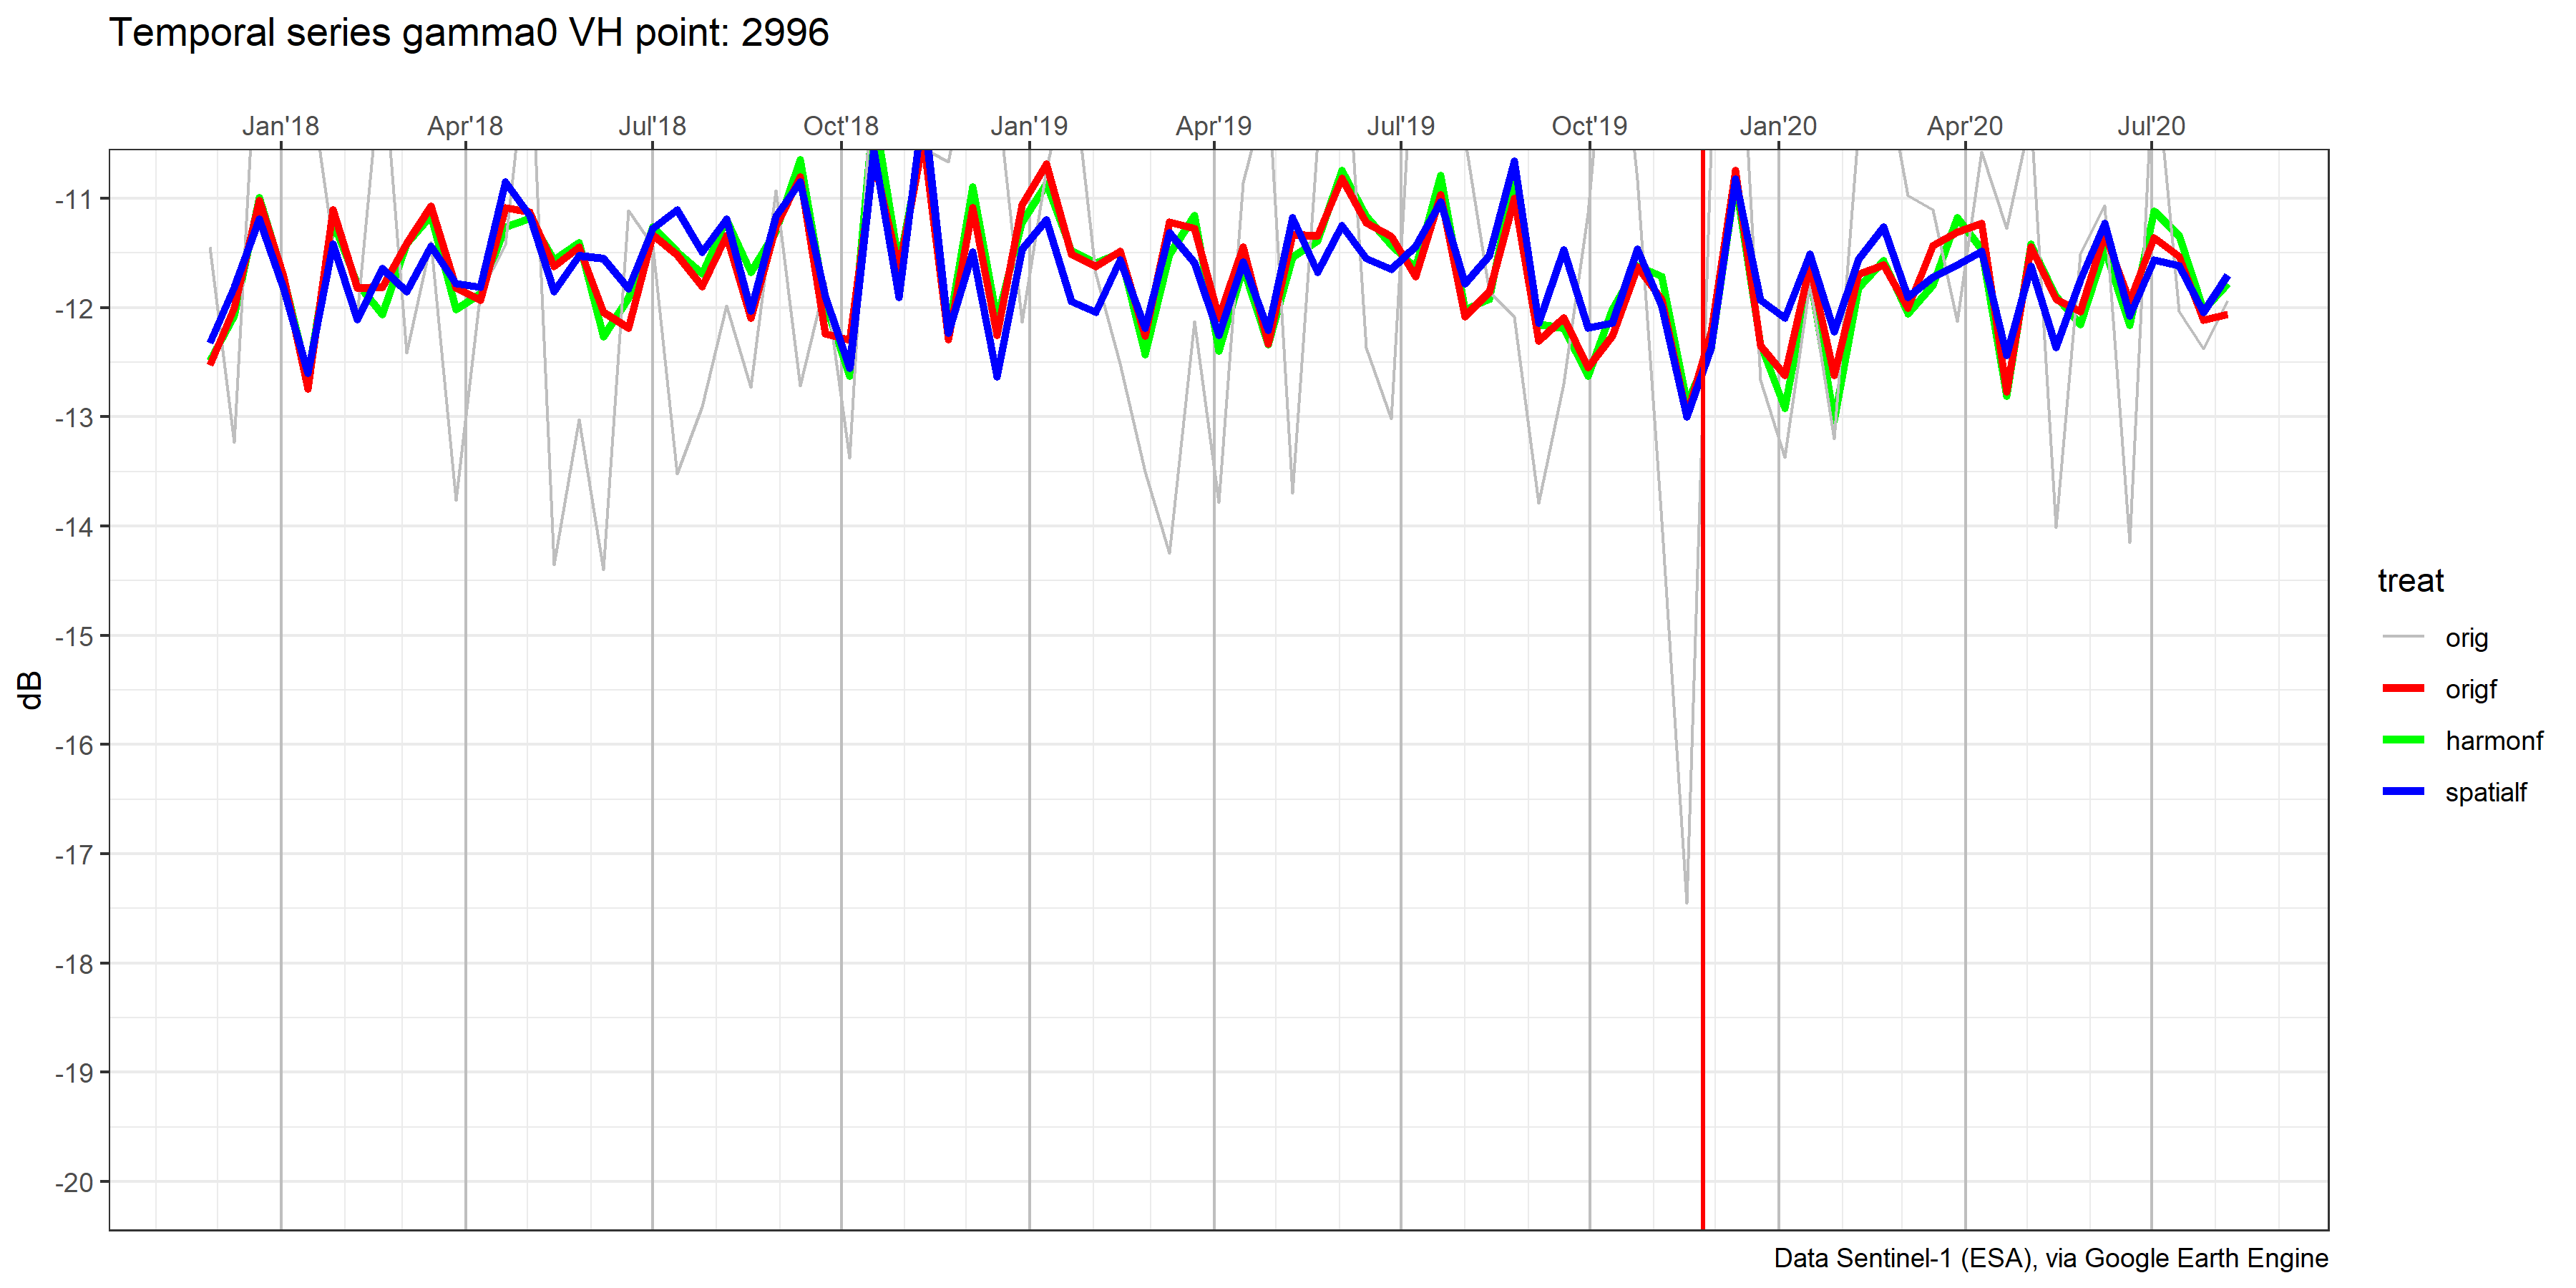 Temporal series gamma0 VH point: 2996
Jan'18 Apr'18 Jul'18 Oct'18 Jan'19 Apr'19 Jul'19 Oct'19 Jan'20 Apr'20 Jul'20
-11
-12
-13
-14
-15
-16
-17
-18
-19
-20
dB
treat
orig
origf
harmonf
spatialf
Data Sentinel-1 (ESA), via Google Earth Engine